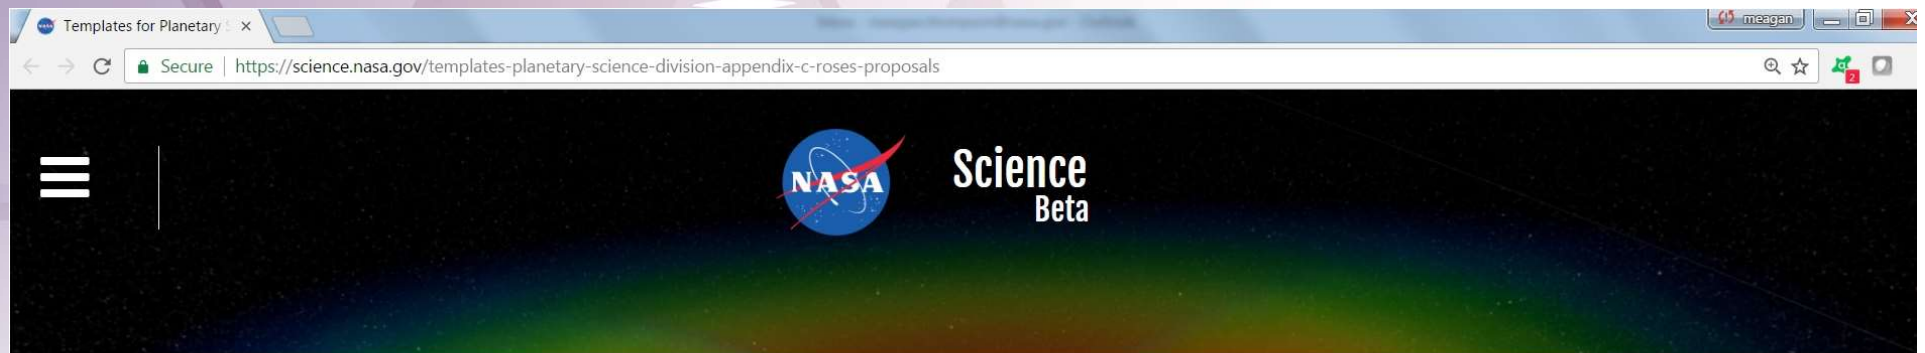 Templates for Planetary S
meagan
Secure | https://science.nasa.gov/templates-planetary-science-division-appendix-c-roses-proposals
2
NASA
Science
Beta